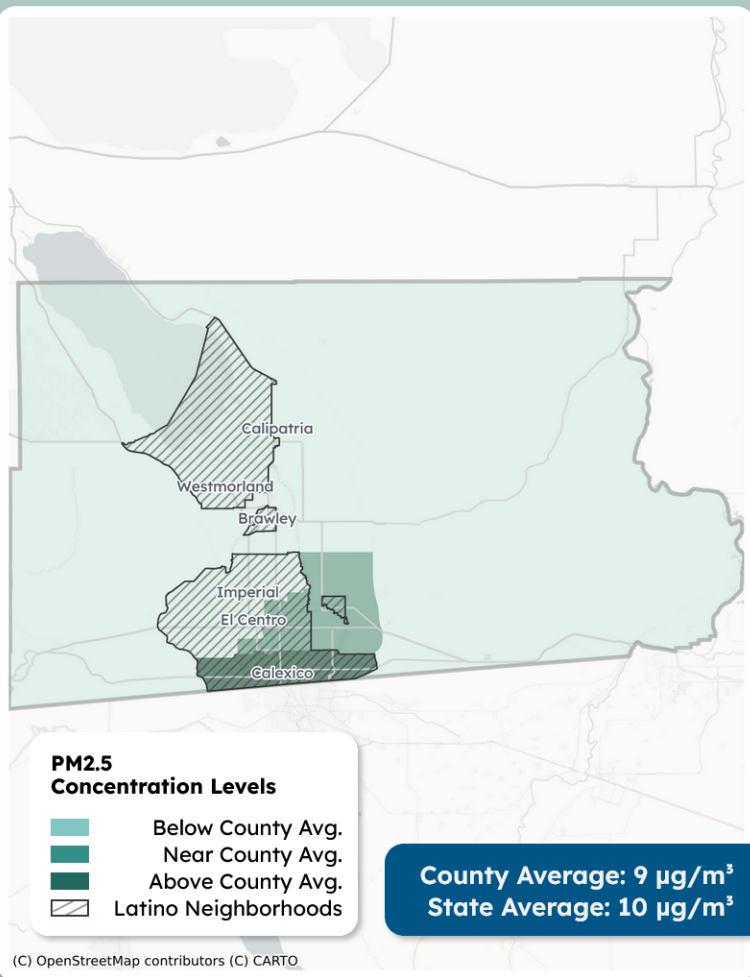 Calipatria
Westmorland
Brawley
Imperial
El Centro
Calexico
PM2.5
Concentration Levels
Below County Avg.
Near County Avg.
Above County Avg.
Latino Neighborhoods
County Average: 9 µg/m³
State Average: 10 µg/m³
(C) OpenStreetMap contributors (C) CARTO